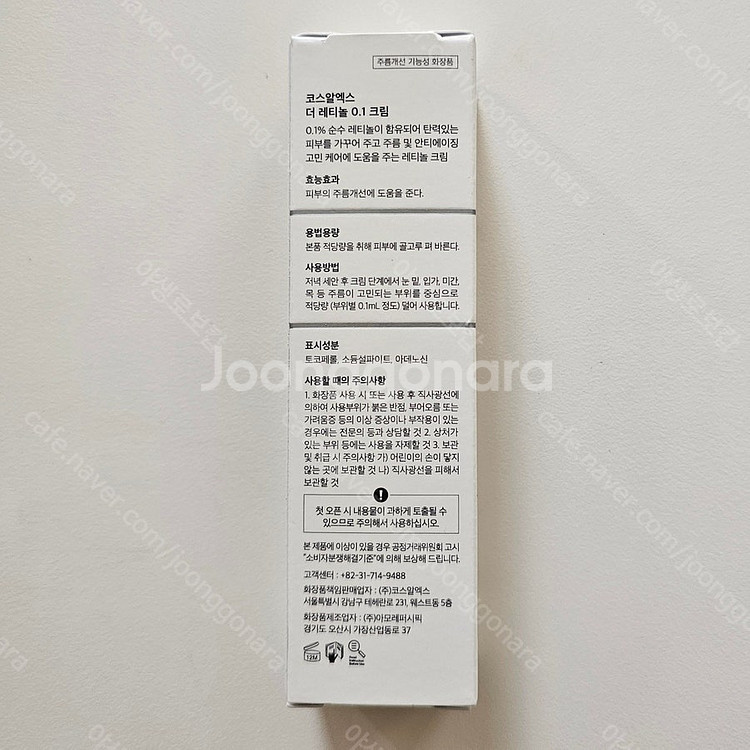 주름개선 기능성 화장품
코스알엑스
더 레티놀 0.1 크림
0.1% 순수 레티놀이 함유되어 탄력있는
피부를 가꾸어 주고 주름 및 안티에이징
고민 케어에 도움을 주는 레티놀 크림
효능효과
피부의 주름개선에 도움을 준다.
용법용량
본품 적당량을 취해 피부에 골고루 펴 바른다.
사용방법
저녁 세안 후 크림 단계에서 눈 밑, 입가, 미간,
목 등 주름이 고민되는 부위를 중심으로
적당량 (부위별 0.1mL 정도) 덜어 사용합니다.
표시성분
토코페롤, 소듐설파이트, 아데노신
Joonggonara
사용할 때의 주의사항
1. 화장품 사용 시 또는 사용 후 직사광선에
의하여 사용부위가 붉은 반점, 부어오름 또는
가려움증 등의 이상 증상이나 부작용이 있는
경우에는 전문의 등과 상담할 것 2. 상처가
있는 부위 등에는 사용을 자제할 것 3. 보관
및 취급 시 주의사항 가) 어린이의 손이 닿지
않는 곳에 보관할 것 나) 직사광선을 피해서
보관할 것
첫 오픈 시 내용물이 과하게 토출될 수
있으므로 주의해서 사용하십시오.
본 제품에 이상이 있을 경우 공정거래위원회 고시
"소비자분쟁해결기준"에 의해 보상해 드립니다.
고객센터 : +82-31-714-9488
화장품책임판매업자 : (주)코스알엑스
서울특별시 강남구 테헤란로 231, 웨스트동 5층
화장품제조업자 : (주)아모레퍼시픽
경기도 오산시 가장산업동로 37
12M
Read
Instruction
Before Use
cafe.naver.com/joonggonara